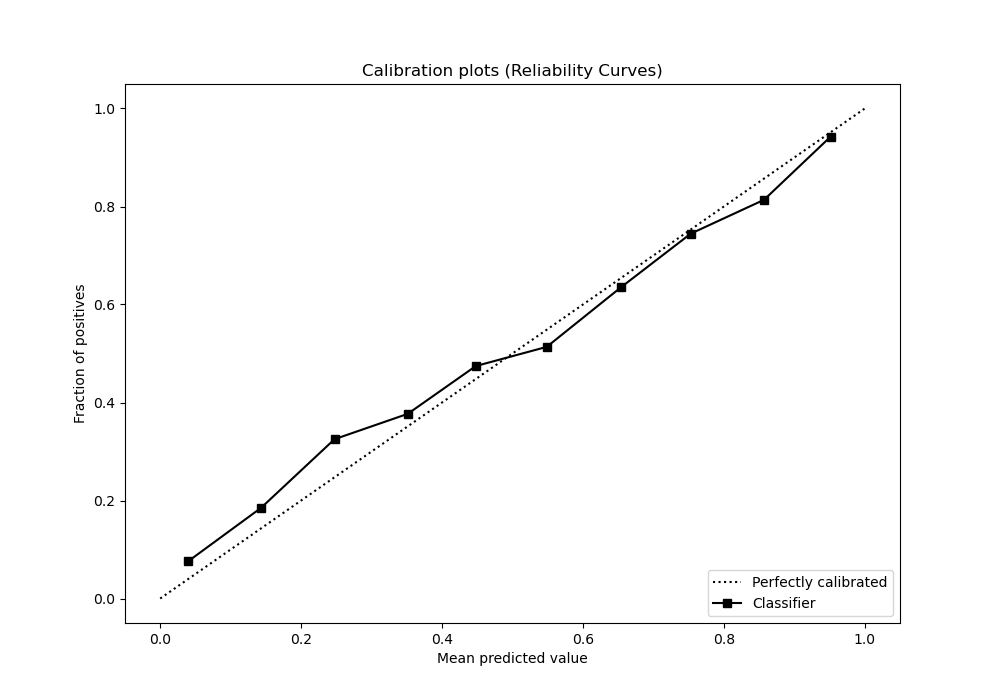 Calibration plots (Reliability Curves)
Fraction of positives
1.0
0.8
0.6
0.4
0.2
0.0
0.0 0.2 0.4 0.6 0.8 1.0
Mean predicted value
Perfectly calibrated
Classifier